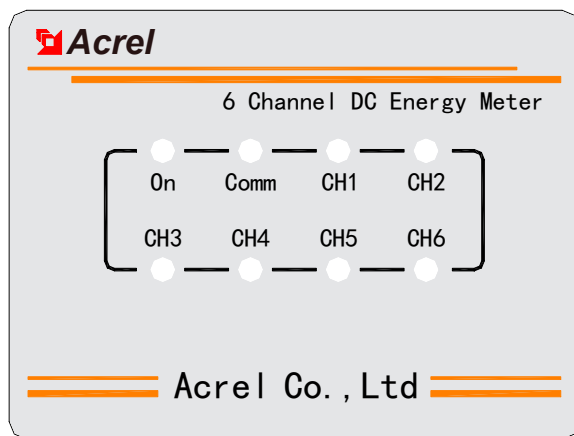 Acrel
6 Channel DC Energy Meter
On Comm CH1 CH2
CH3 CH4 CH5 CH6
Acrel Co.,Ltd